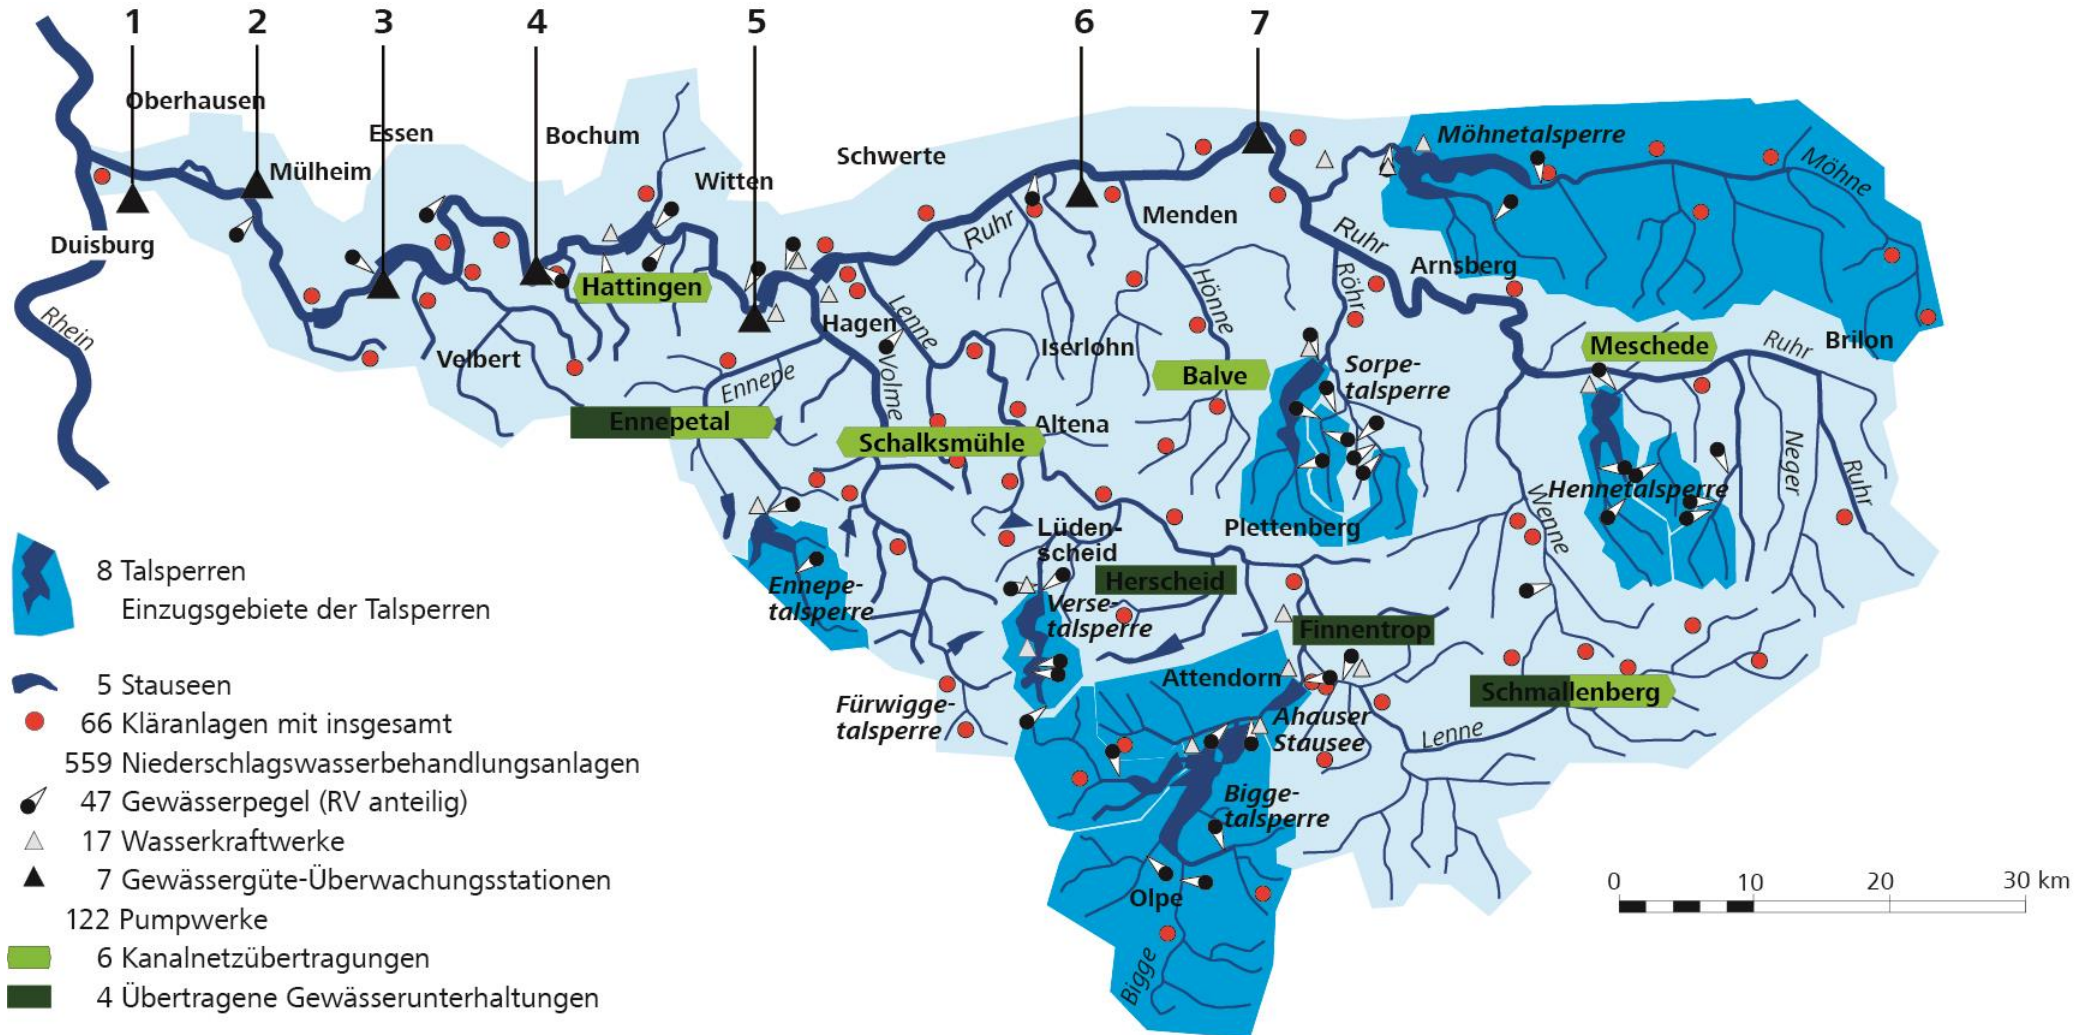 1 2 3 4 5 6 7
Oberhausen
Essen
Bochum
Möhnetalsperre
Mülheim
Witten
Schwerte
Möhne
Menden
Ruhr
Ruhr
Duisburg
Arnsberg
Hattingen
Röhr
Hönne
Rhein
Lenne
Hagen
Velbert
Iserlohn
Meschede
Ruhr
Brilon
Ennepe
Volme
Balve
Sorpe-
talsperre
Ennepetal
Altena
Schalksmühle
Neger
Ruhr
Hennetalsperre
Wenne
Lüden-
scheid
Plettenberg
Herscheid
Ennepe-
talsperre
Verse-
talsperre
Finnentrop
Attendorn
Schmallenberg
Fürwigge-
talsperre
Ahauser
Stausee
Lenne
Bigge-
talsperre
Olpe
Bigge
8 Talsperren
Einzugsgebiete der Talsperren
5 Stauseen
66 Kläranlagen mit insgesamt
559 Niederschlagswasserbehandlungsanlagen
47 Gewässerpegel (RV anteilig)
17 Wasserkraftwerke
7 Gewässergüte-Überwachungsstationen
122 Pumpwerke
6 Kanalnetzübertragungen
4 Übertragene Gewässerunterhaltungen
0 10 20 30 km